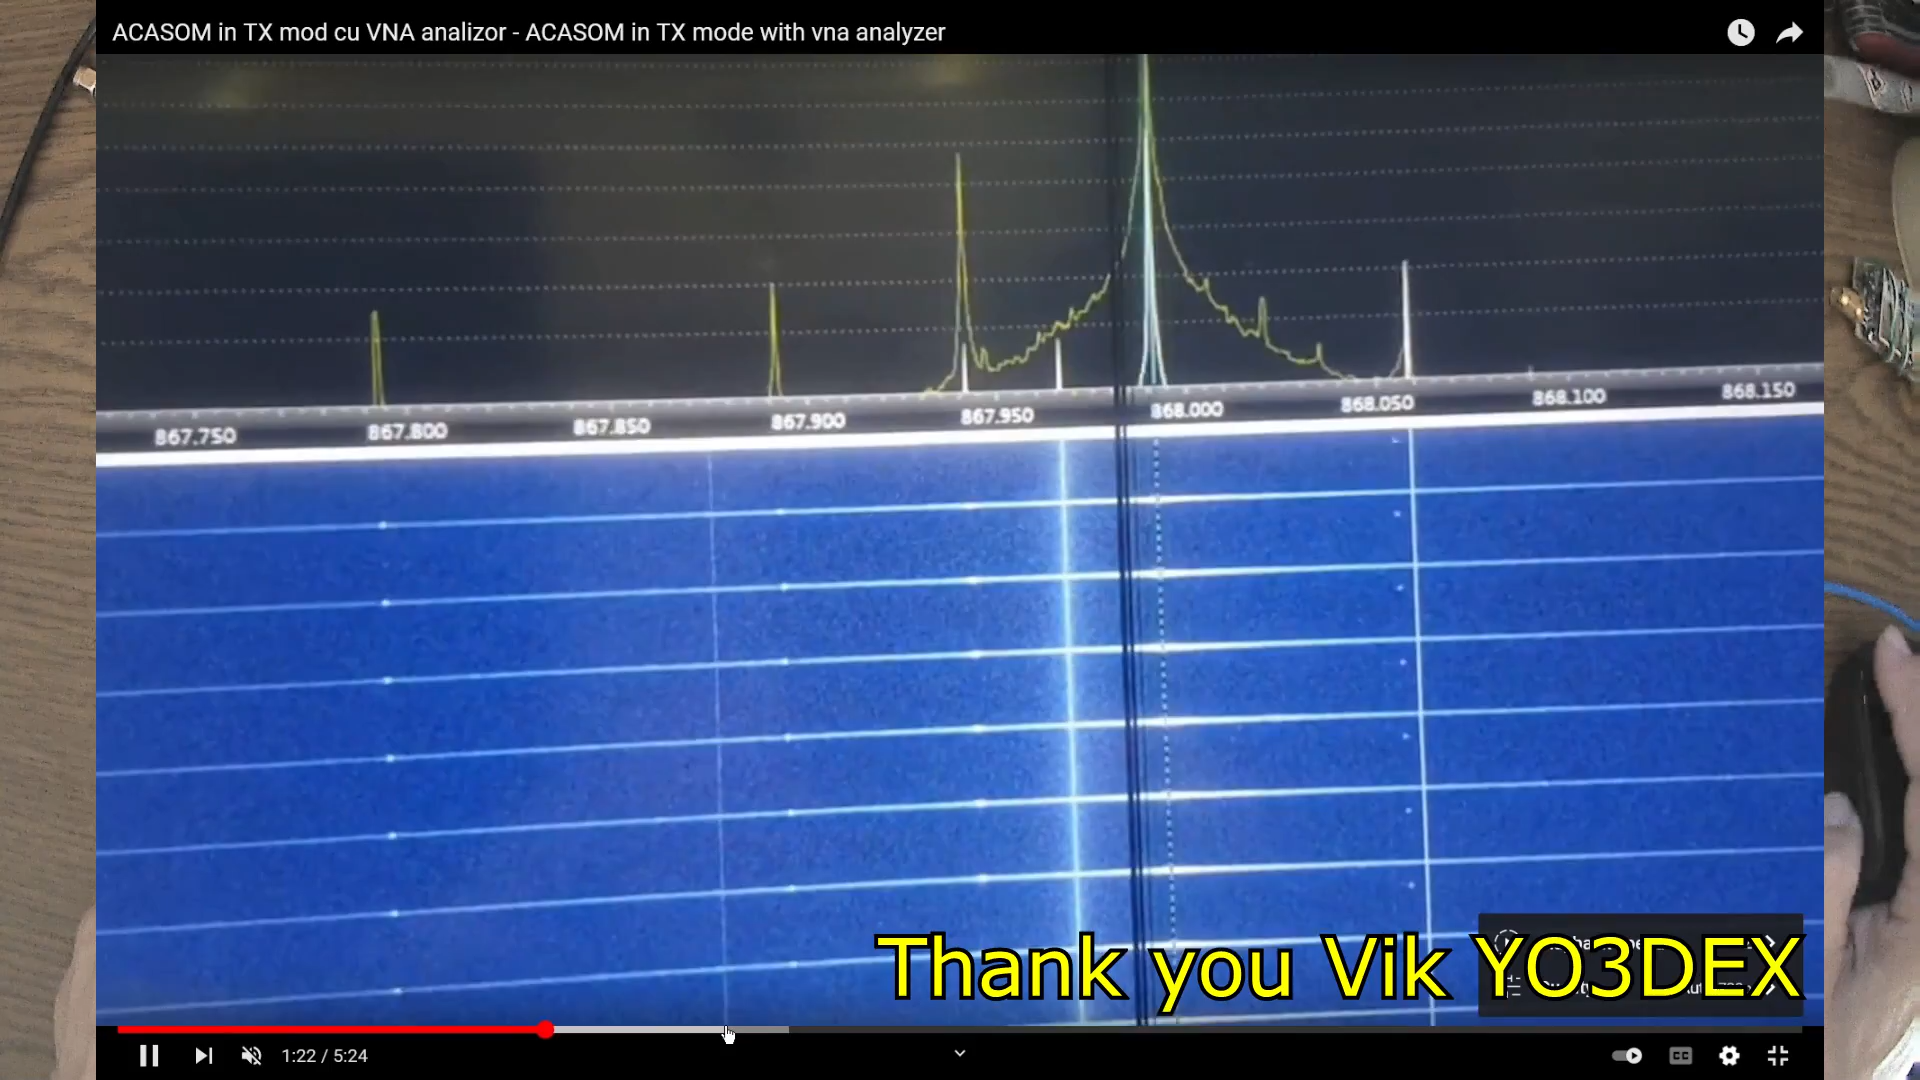 ACASOM in TX mod cu VNA analizor - ACASOM in TX mode with vna analyzer
867.750 867.800 867.850 867.900 867.950 868.000 868.050 868.100 868.150
Thank you Vik YO3DEX
1:22 / 5:24
CC